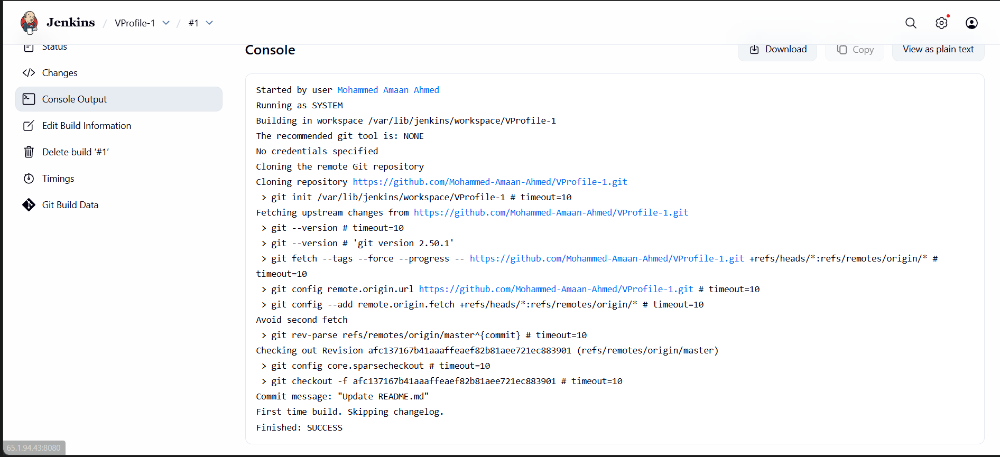 Jenkins / VProfile-1 / #1
Status
Changes
Console Output
Edit Build Information
Delete build ‘#1’
Timings
Git Build Data
Console
Download
Copy
View as plain text
Started by user Mohammed Amaan Ahmed
Running as SYSTEM
Building in workspace /var/lib/jenkins/workspace/VProfile-1
The recommended git tool is: NONE
No credentials specified
Cloning the remote Git repository
Cloning repository https://github.com/Mohammed-Amaan-Ahmed/VProfile-1.git
 > git init /var/lib/jenkins/workspace/VProfile-1 # timeout=10
Fetching upstream changes from https://github.com/Mohammed-Amaan-Ahmed/VProfile-1.git
 > git --version # timeout=10
 > git --version # 'git version 2.50.1'
 > git fetch --tags --force --progress -- https://github.com/Mohammed-Amaan-Ahmed/VProfile-1.git +refs/heads/*:refs/remotes/origin/* #
timeout=10
 > git config remote.origin.url https://github.com/Mohammed-Amaan-Ahmed/VProfile-1.git # timeout=10
 > git config --add remote.origin.fetch +refs/heads/*:refs/remotes/origin/* # timeout=10
Avoid second fetch
 > git rev-parse refs/remotes/origin/master^{commit} # timeout=10
Checking out Revision afc137167b41aaaffeaef82b81aee721ec883901 (refs/remotes/origin/master)
 > git config core.sparsecheckout # timeout=10
 > git checkout -f afc137167b41aaaffeaef82b81aee721ec883901 # timeout=10
Commit message: "Update README.md"
First time build. Skipping changelog.
Finished: SUCCESS
65.1.94.43:8080